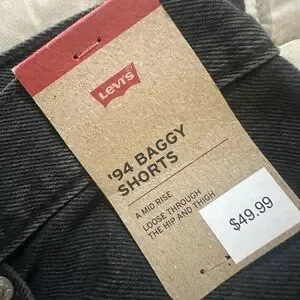 Levi's
'94 BAGGY
SHORTS
A MID RISE
LOOSE THROUGH
THE HIP AND THIGH
$49.99